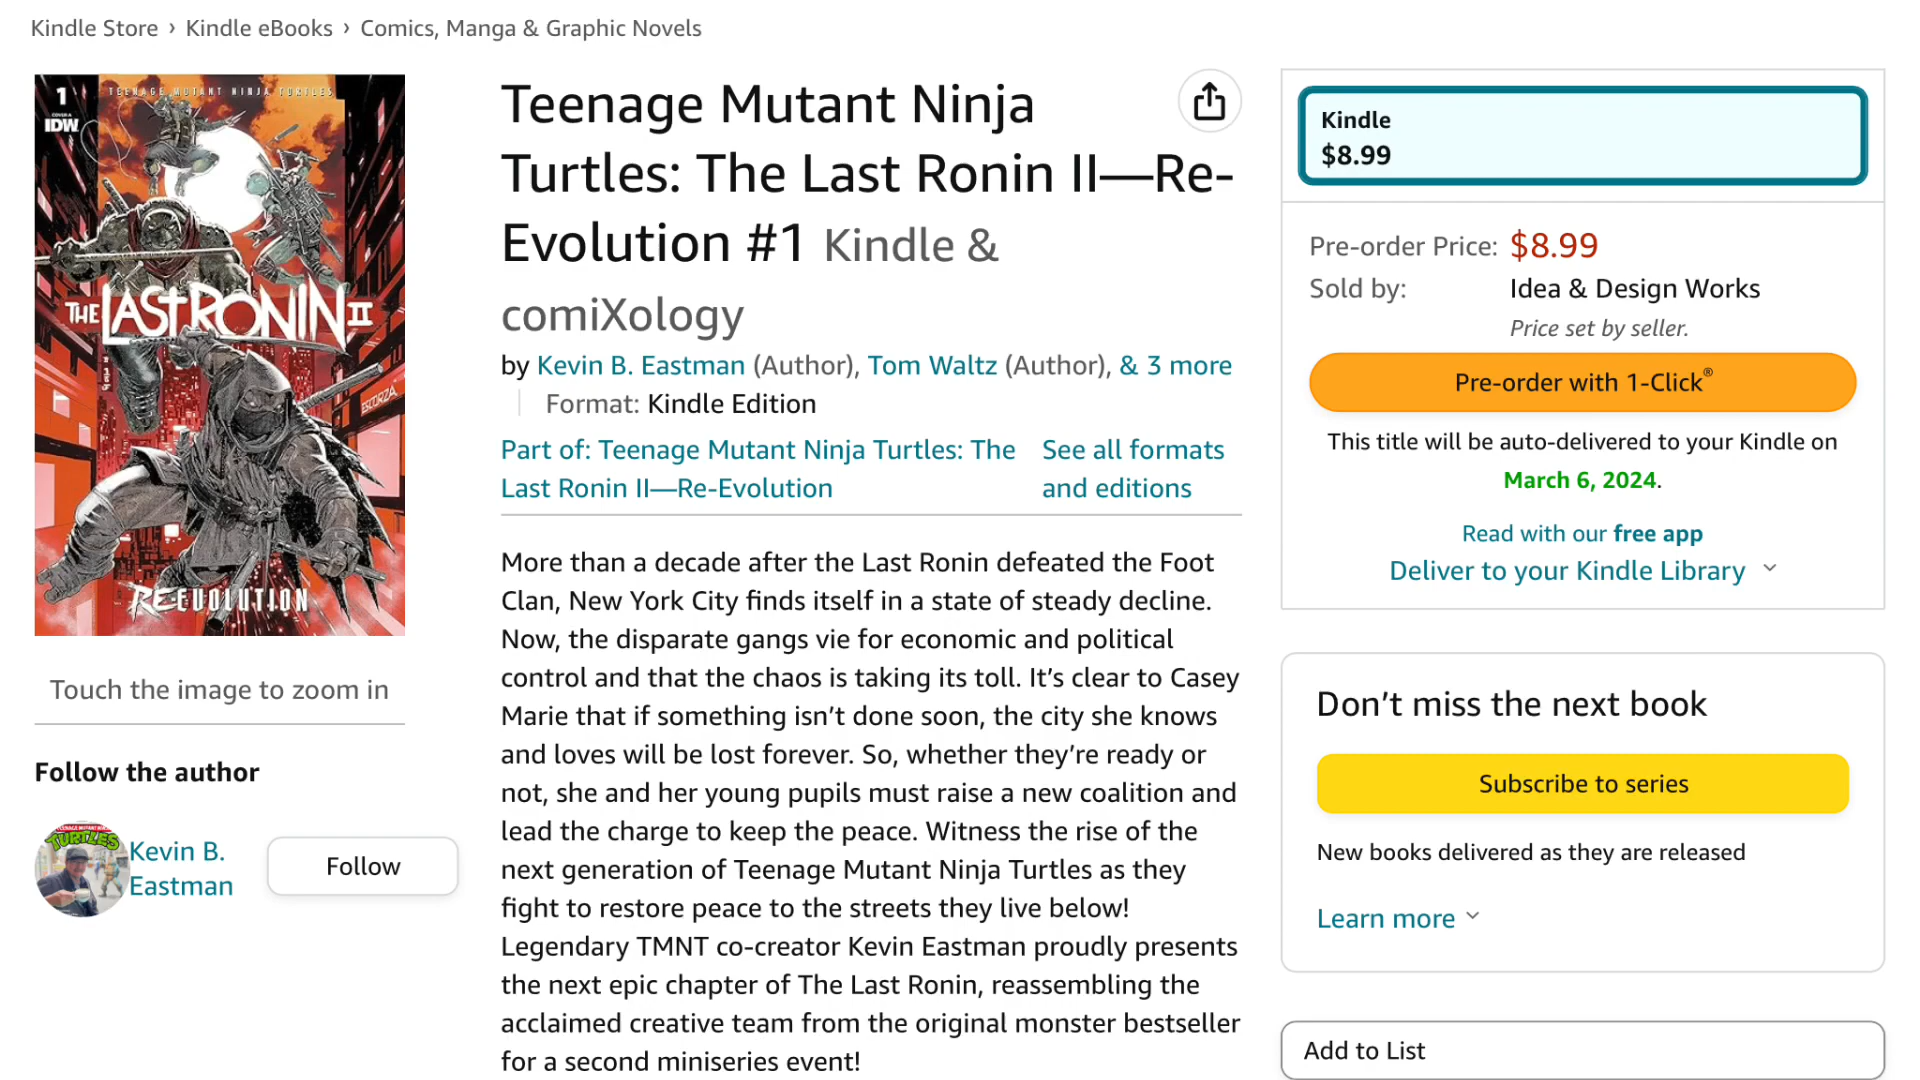 Kindle Store › Kindle eBooks › Comics, Manga & Graphic Novels
1
COVER A
IDW
TEENAGE MUTANT NINJA TURTLES
THE LAST RONIN II
ESCORZA
RE-EVOLUTION
Touch the image to zoom in
Follow the author
TEENAGE MUTANT NINJA
TURTLES
Kevin B.
Eastman
Follow
Teenage Mutant Ninja
Turtles: The Last Ronin II—Re-
Evolution #1 Kindle &
comiXology
by Kevin B. Eastman (Author), Tom Waltz (Author), & 3 more
Format: Kindle Edition
Part of: Teenage Mutant Ninja Turtles: The
Last Ronin II—Re-Evolution
See all formats
and editions
More than a decade after the Last Ronin defeated the Foot
Clan, New York City finds itself in a state of steady decline.
Now, the disparate gangs vie for economic and political
control and that the chaos is taking its toll. It’s clear to Casey
Marie that if something isn’t done soon, the city she knows
and loves will be lost forever. So, whether they’re ready or
not, she and her young pupils must raise a new coalition and
lead the charge to keep the peace. Witness the rise of the
next generation of Teenage Mutant Ninja Turtles as they
fight to restore peace to the streets they live below!
Legendary TMNT co-creator Kevin Eastman proudly presents
the next epic chapter of The Last Ronin, reassembling the
acclaimed creative team from the original monster bestseller
for a second miniseries event!
Kindle
$8.99
Pre-order Price: $8.99
Sold by: Idea & Design Works
Price set by seller.
Pre-order with 1-Click®
This title will be auto-delivered to your Kindle on
March 6, 2024.
Read with our free app
Deliver to your Kindle Library
Don’t miss the next book
Subscribe to series
New books delivered as they are released
Learn more
Add to List